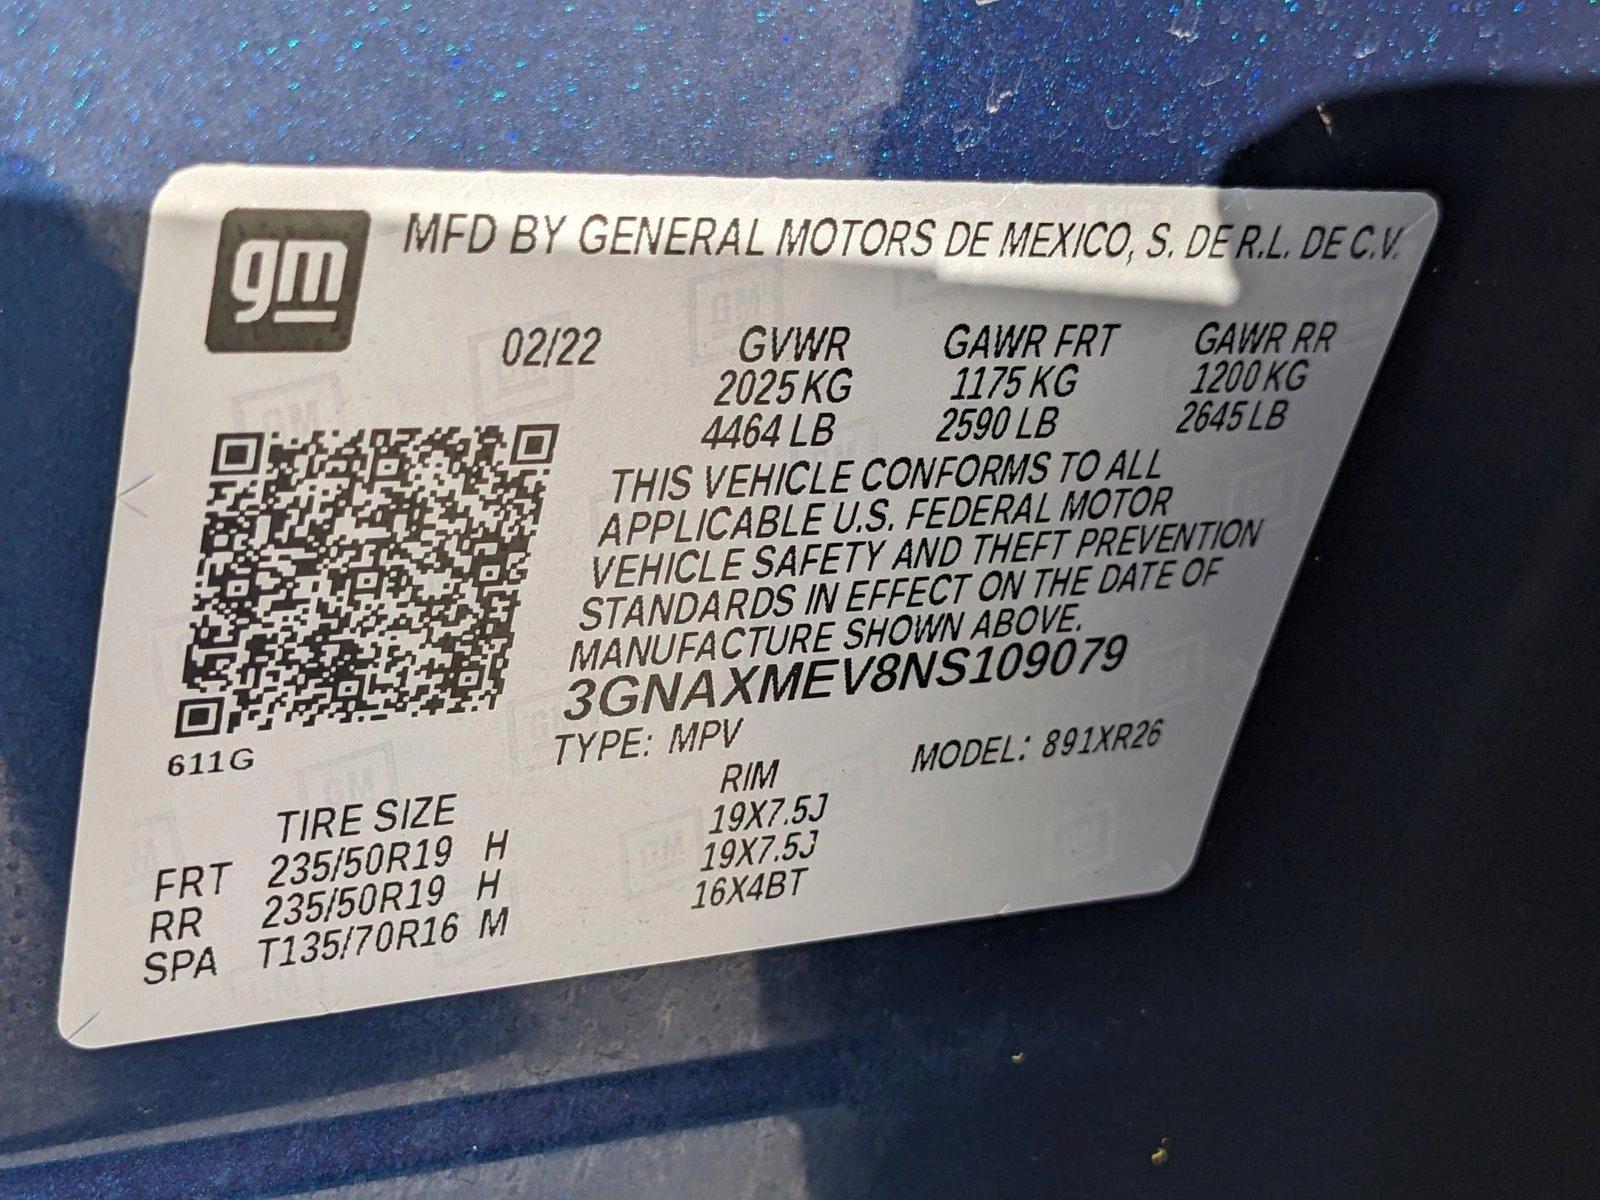 gm
MFD BY GENERAL MOTORS DE MEXICO, S. DE R.L. DE C.V.
02/22 GVWR GAWR FRT GAWR RR
2025 KG 1175 KG 1200 KG
4464 LB 2590 LB 2645 LB
THIS VEHICLE CONFORMS TO ALL
APPLICABLE U.S. FEDERAL MOTOR
VEHICLE SAFETY AND THEFT PREVENTION
STANDARDS IN EFFECT ON THE DATE OF
MANUFACTURE SHOWN ABOVE.
3GNAXMEV8NS109079
611G
TYPE: MPV MODEL: 891XR26
TIRE SIZE RIM
FRT 235/50R19 H 19X7.5J
RR 235/50R19 H 19X7.5J
SPA T135/70R16 M 16X4BT